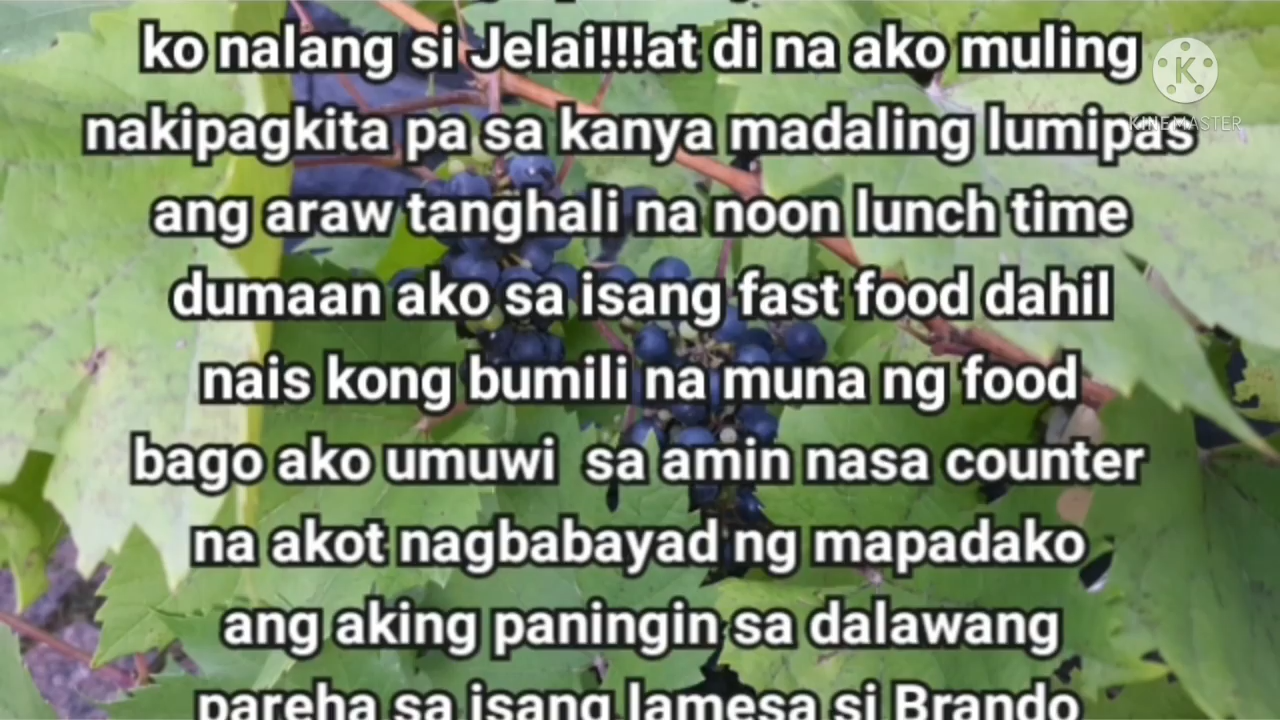 ko nalang si Jelai!!!at di na ako muling
nakipagkita pa sa kanya madaling lumipas
ang araw tanghali na noon lunch time
dumaan ako sa isang fast food dahil
nais kong bumili na muna ng food
bago ako umuwi  sa amin nasa counter
na akot nagbabayad ng mapadako
ang aking paningin sa dalawang
pareha sa isang lamesa si Brando
K
KINEMASTER